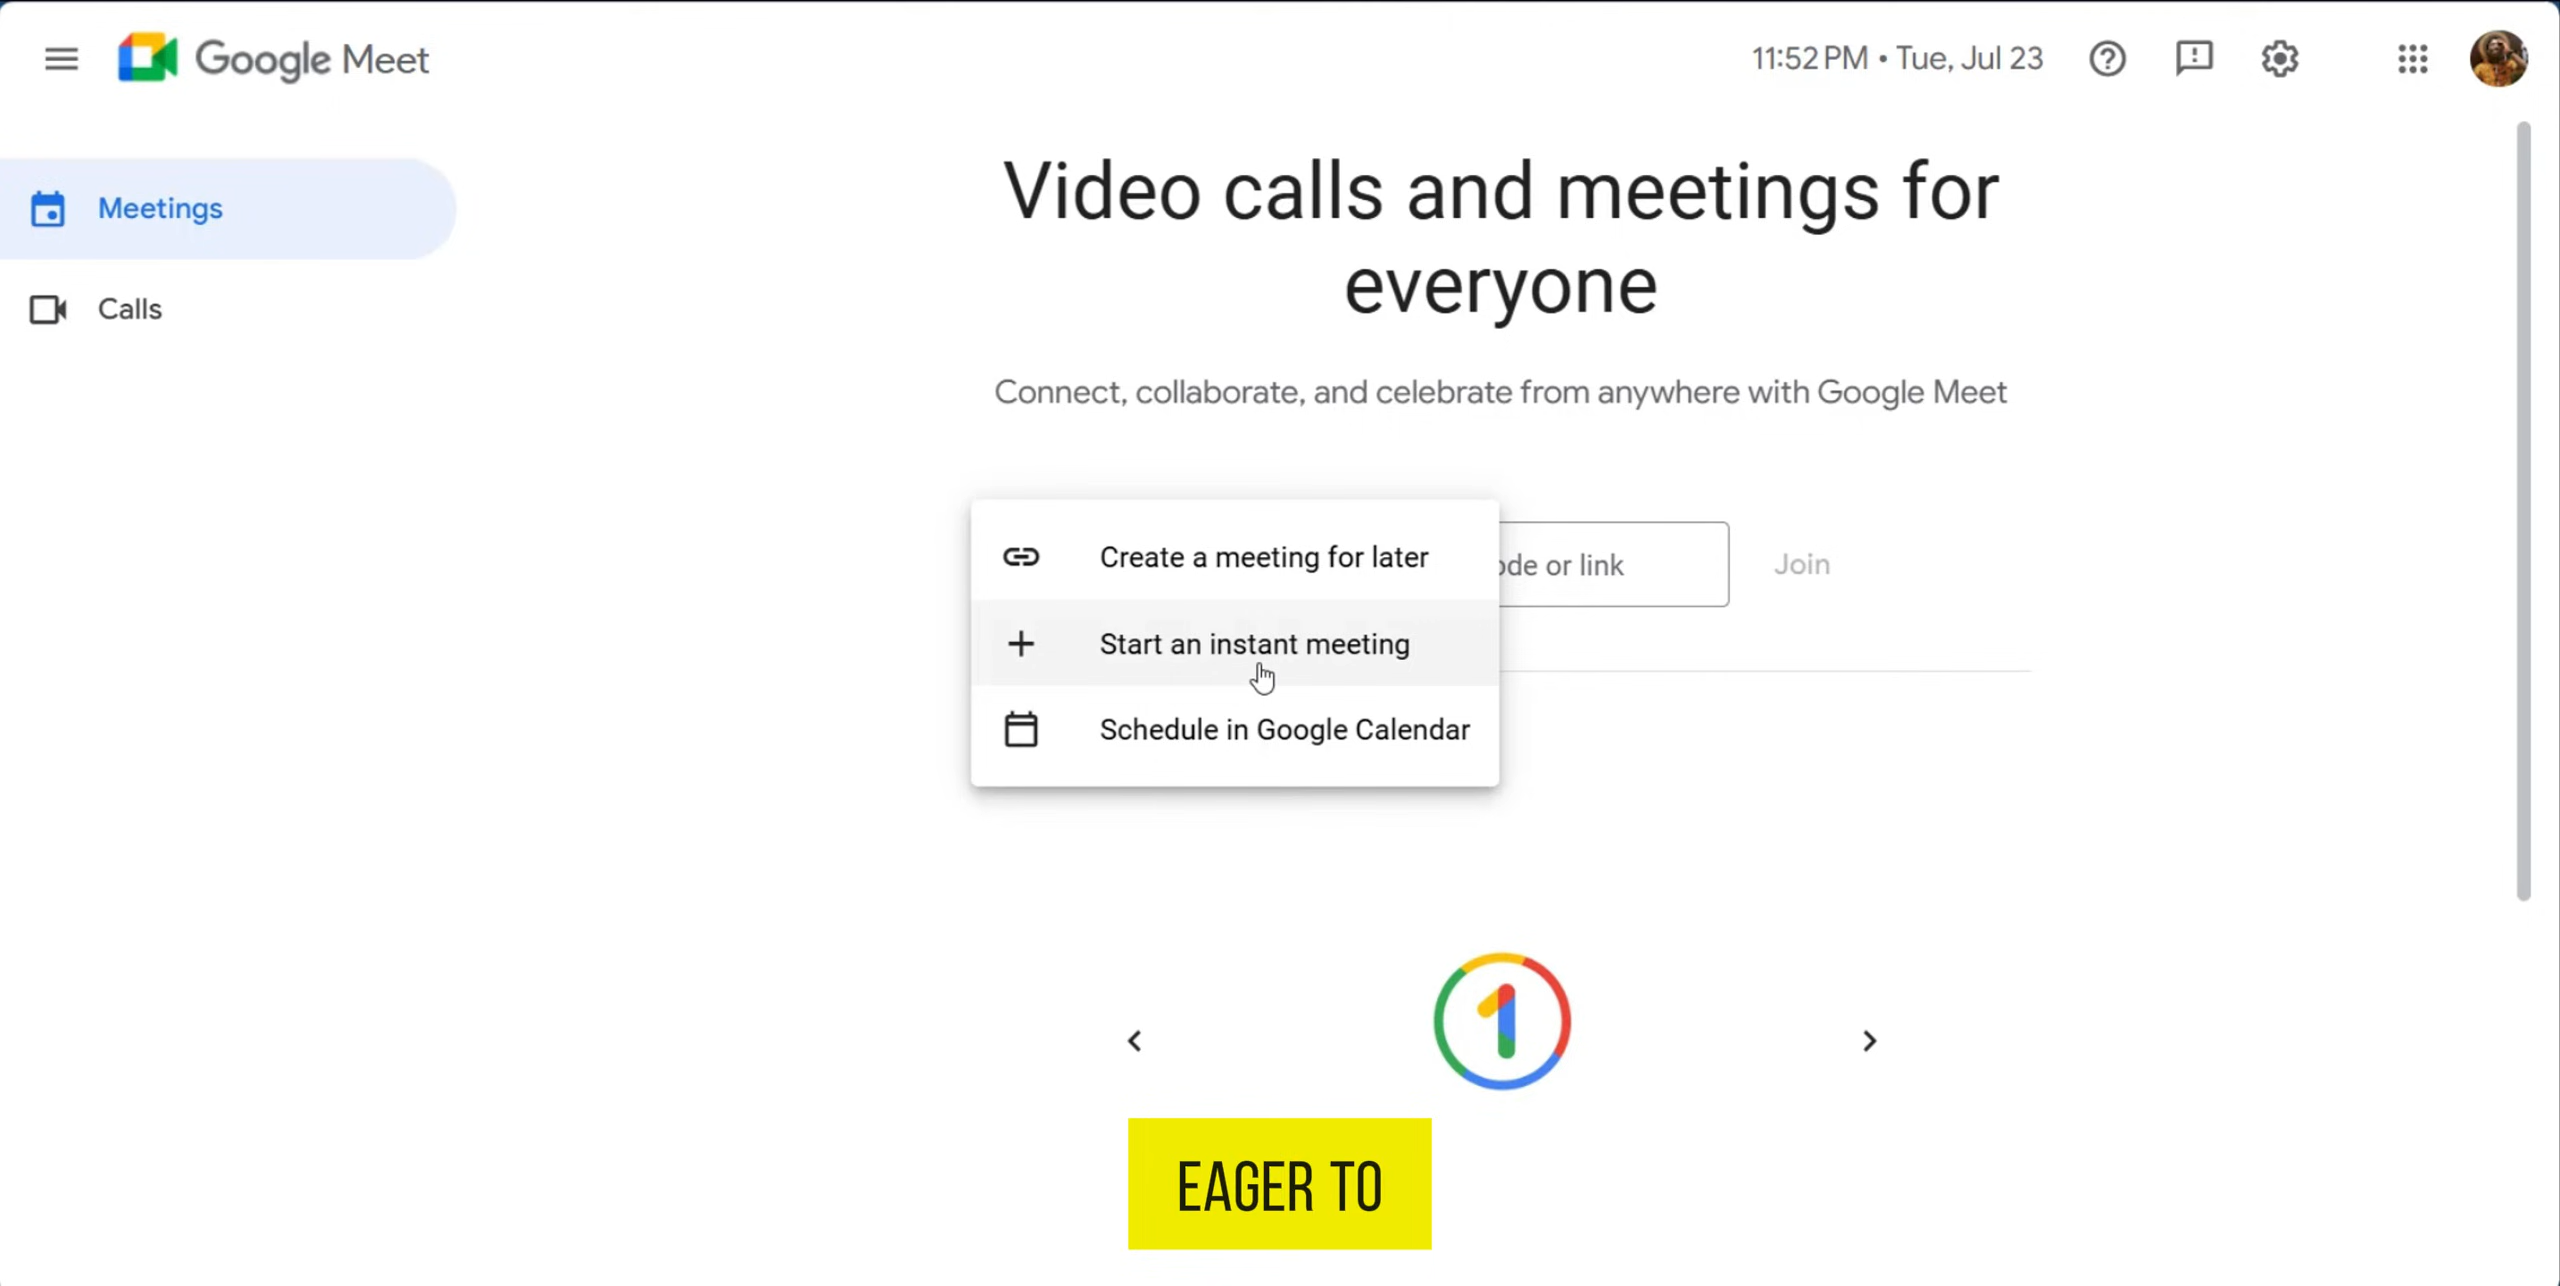 Google Meet
11:52 PM • Tue, Jul 23
Meetings
Calls
Video calls and meetings for
everyone
Connect, collaborate, and celebrate from anywhere with Google Meet
Create a meeting for later
ode or link
Join
Start an instant meeting
Schedule in Google Calendar
1
EAGER TO